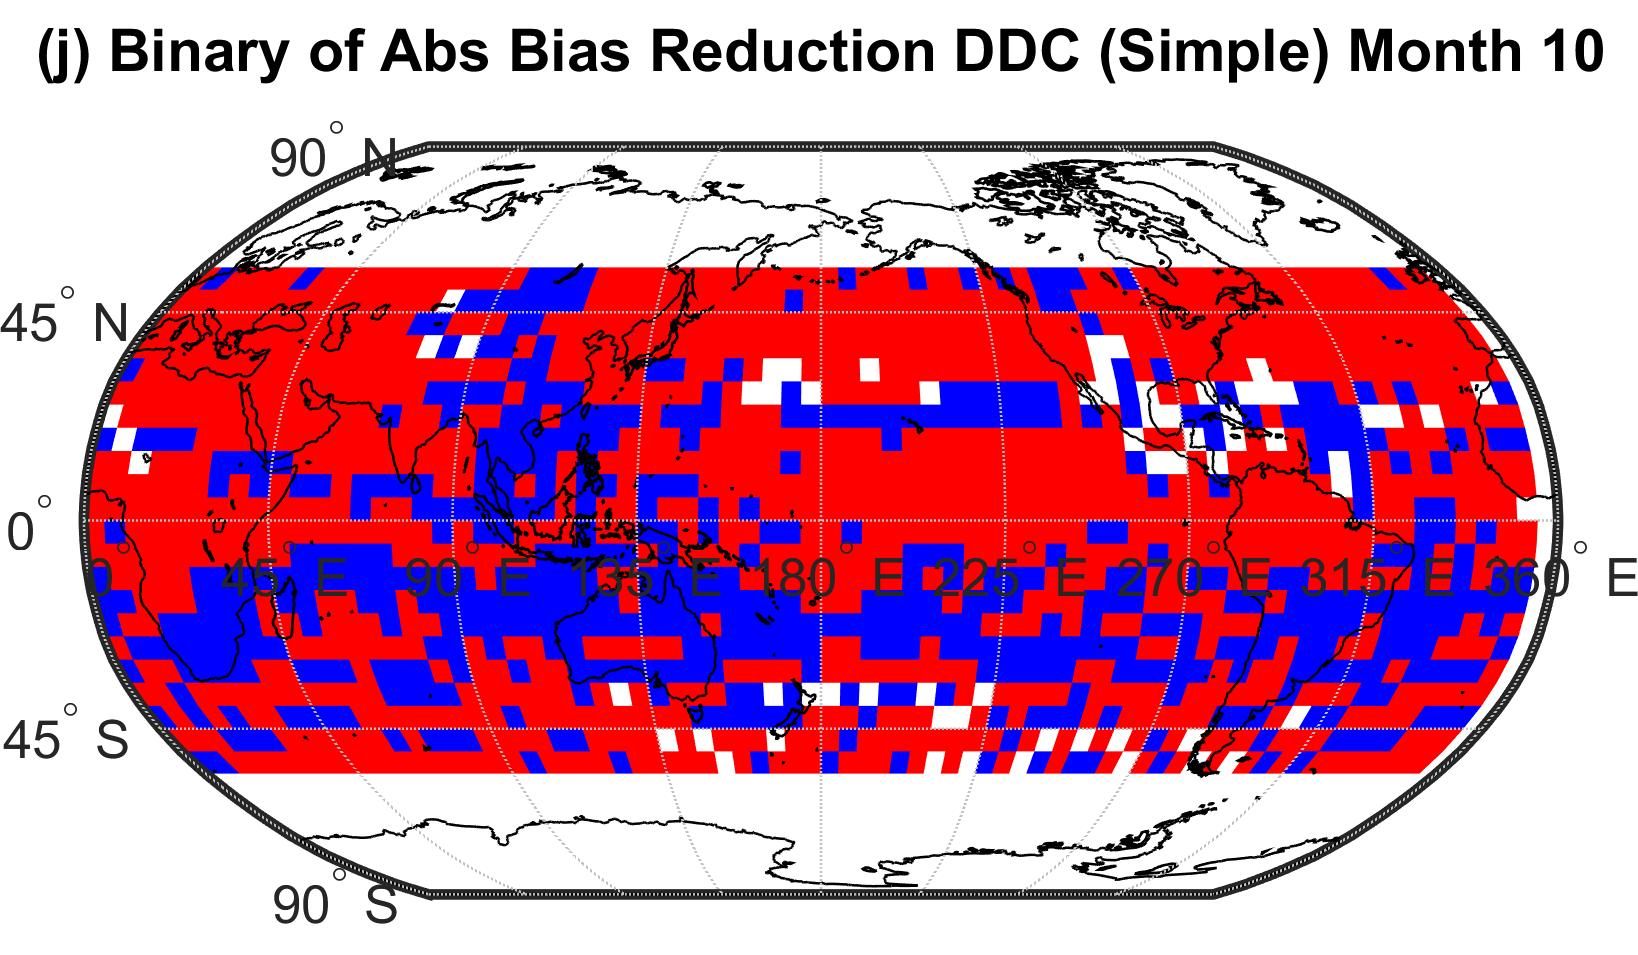 (j) Binary of Abs Bias Reduction DDC (Simple) Month 10
90° N
45° N
0°
0° 45° E 90° E 135° E 180° E 225° E 270° E 315° E 360° E
45° S
90° S